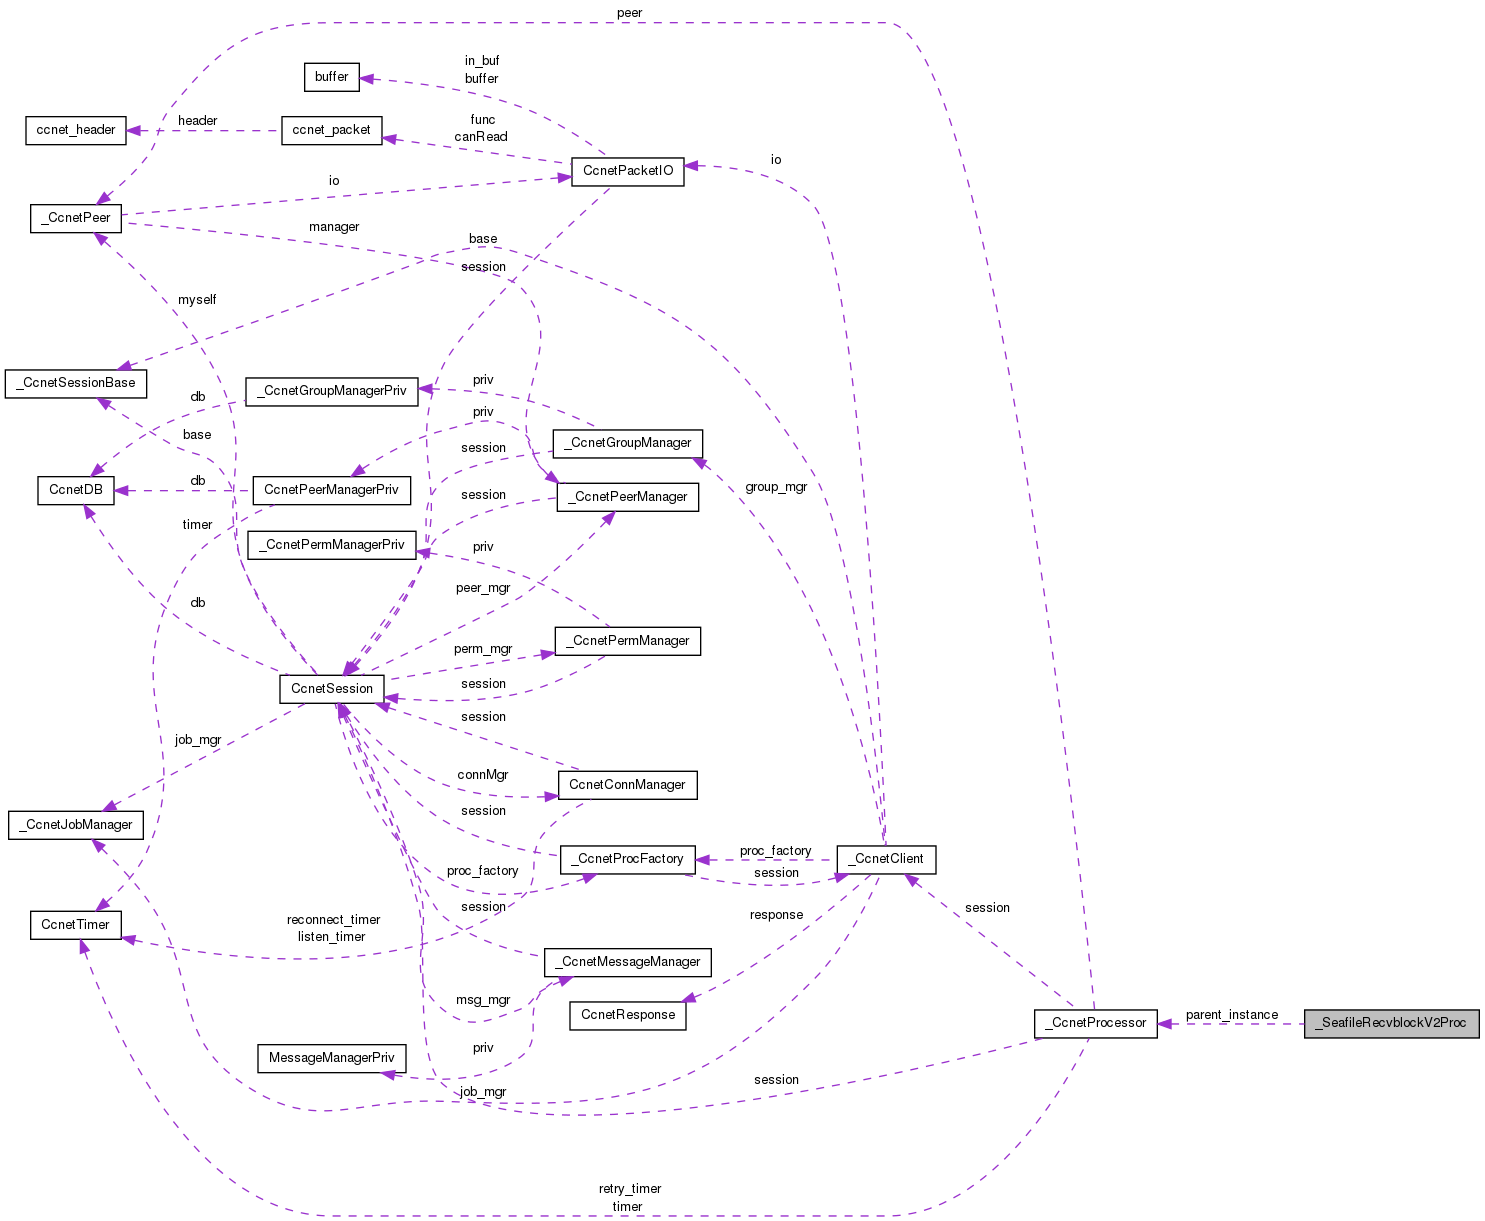 peer
in_buf
buffer
buffer
func
canRead
header
ccnet_header
ccnet_packet
io
CcnetPacketIO
io
_CcnetPeer
manager
base
session
myself
_CcnetSessionBase
_CcnetGroupManagerPriv
priv
db
priv
base
session
_CcnetGroupManager
group_mgr
CcnetDB
db
CcnetPeerManagerPriv
session
_CcnetPeerManager
timer
_CcnetPermManagerPriv
priv
db
peer_mgr
perm_mgr
_CcnetPermManager
CcnetSession
session
session
job_mgr
connMgr
CcnetConnManager
_CcnetJobManager
session
proc_factory
_CcnetProcFactory
proc_factory
session
_CcnetClient
CcnetTimer
reconnect_timer
listen_timer
session
response
session
_CcnetMessageManager
msg_mgr
CcnetResponse
_CcnetProcessor
parent_instance
_SeafileRecvblockV2Proc
MessageManagerPriv
priv
job_mgr
session
retry_timer
timer